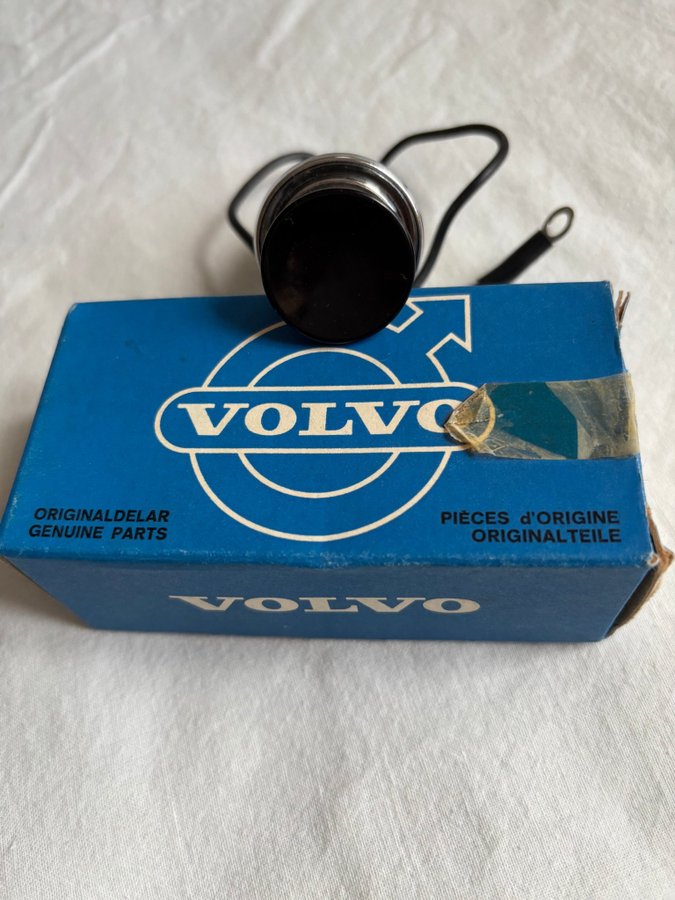 VOLVO
ORIGINALDELAR
GENUINE PARTS
PIÈCES d'ORIGINE
ORIGINALTEILE
VOLVO